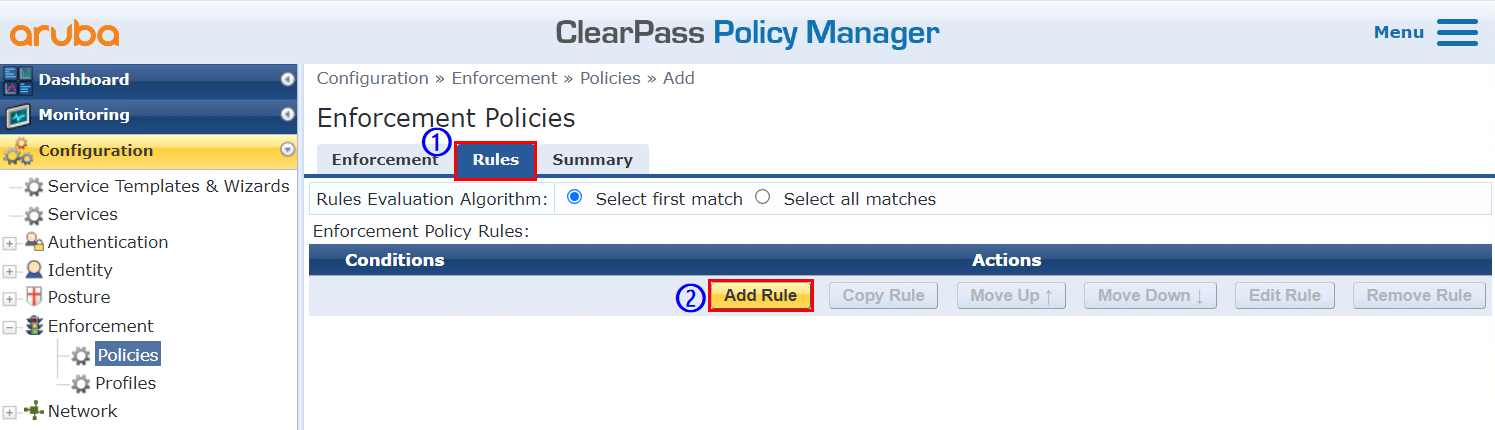 aruba
ClearPass Policy Manager
Menu
Dashboard
Monitoring
Configuration
Service Templates & Wizards
Services
Authentication
Identity
Posture
Enforcement
Policies
Profiles
Network
Configuration » Enforcement » Policies » Add
Enforcement Policies
1
Enforcement Rules Summary
Rules Evaluation Algorithm: Select first match Select all matches
Enforcement Policy Rules:
Conditions Actions
2 Add Rule Copy Rule Move Up ↑ Move Down ↓ Edit Rule Remove Rule